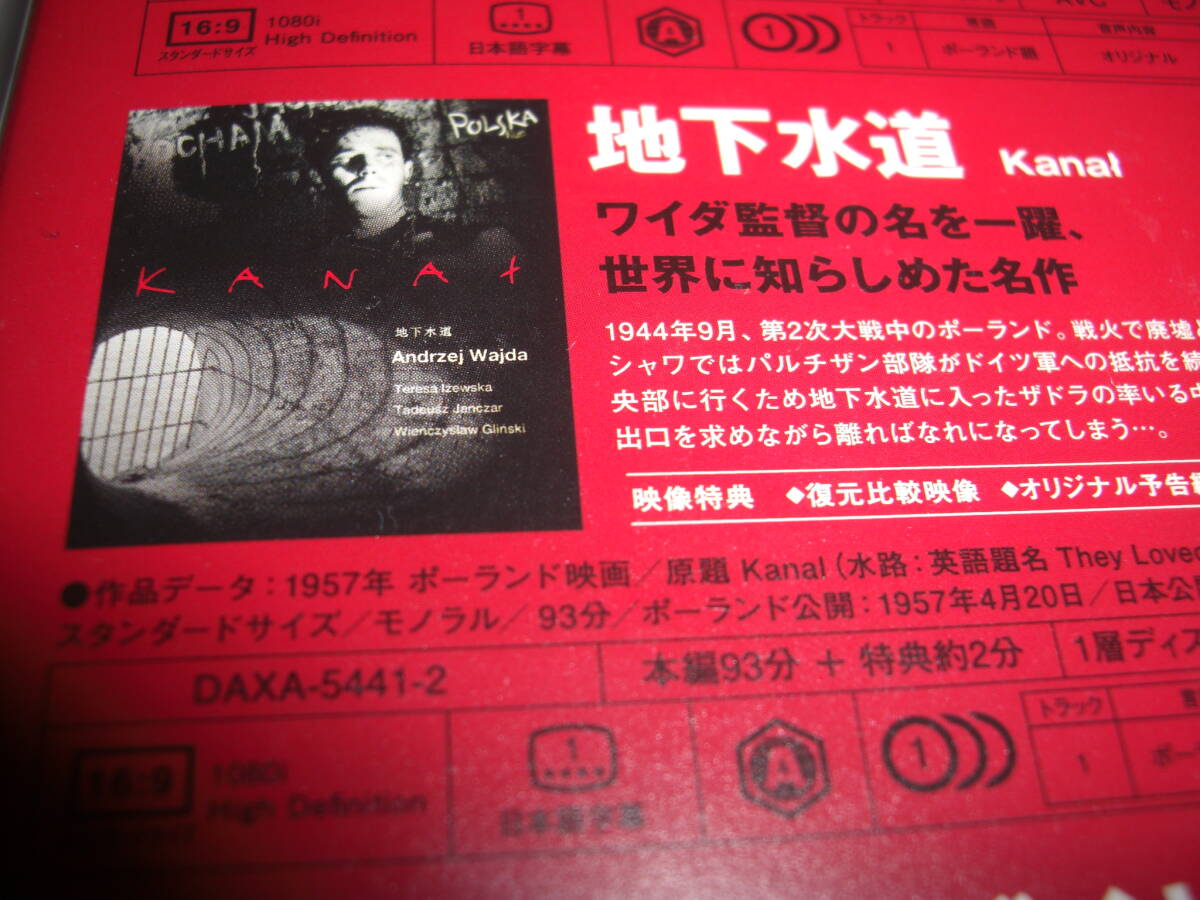 AVC
16:9
スタンダードサイズ
1080i
High Definition
1
日本語字幕
A
1
トラック
音声内容
1
ポーランド語
オリジナル
POLSKA
KANAŁ
地下水道
Andrzej Wajda
Teresa Iżewska
Tadeusz Janczar
Wieńczysław Gliński
地下水道 Kanał
ワイダ監督の名を一躍、
世界に知らしめた名作
1944年9月、第2次大戦中のポーランド。戦火で廃墟
シャワではパルチザン部隊がドイツ軍への抵抗を続
央部に行くため地下水道に入ったザドラの率いる中
出口を求めながら離ればなれになってしまう…。
映像特典 ◆復元比較映像 ◆オリジナル予告編
●作品データ：1957年 ポーランド映画／原題 Kanal（水路：英語題名 They Loved
スタンダードサイズ／モノラル／93分／ポーランド公開：1957年4月20日／日本公
DAXA-5441-2
本編93分 + 特典約2分
1層ディス
16:9
1080i
High Definition
1
日本語字幕
A
1
トラック
1
ポー